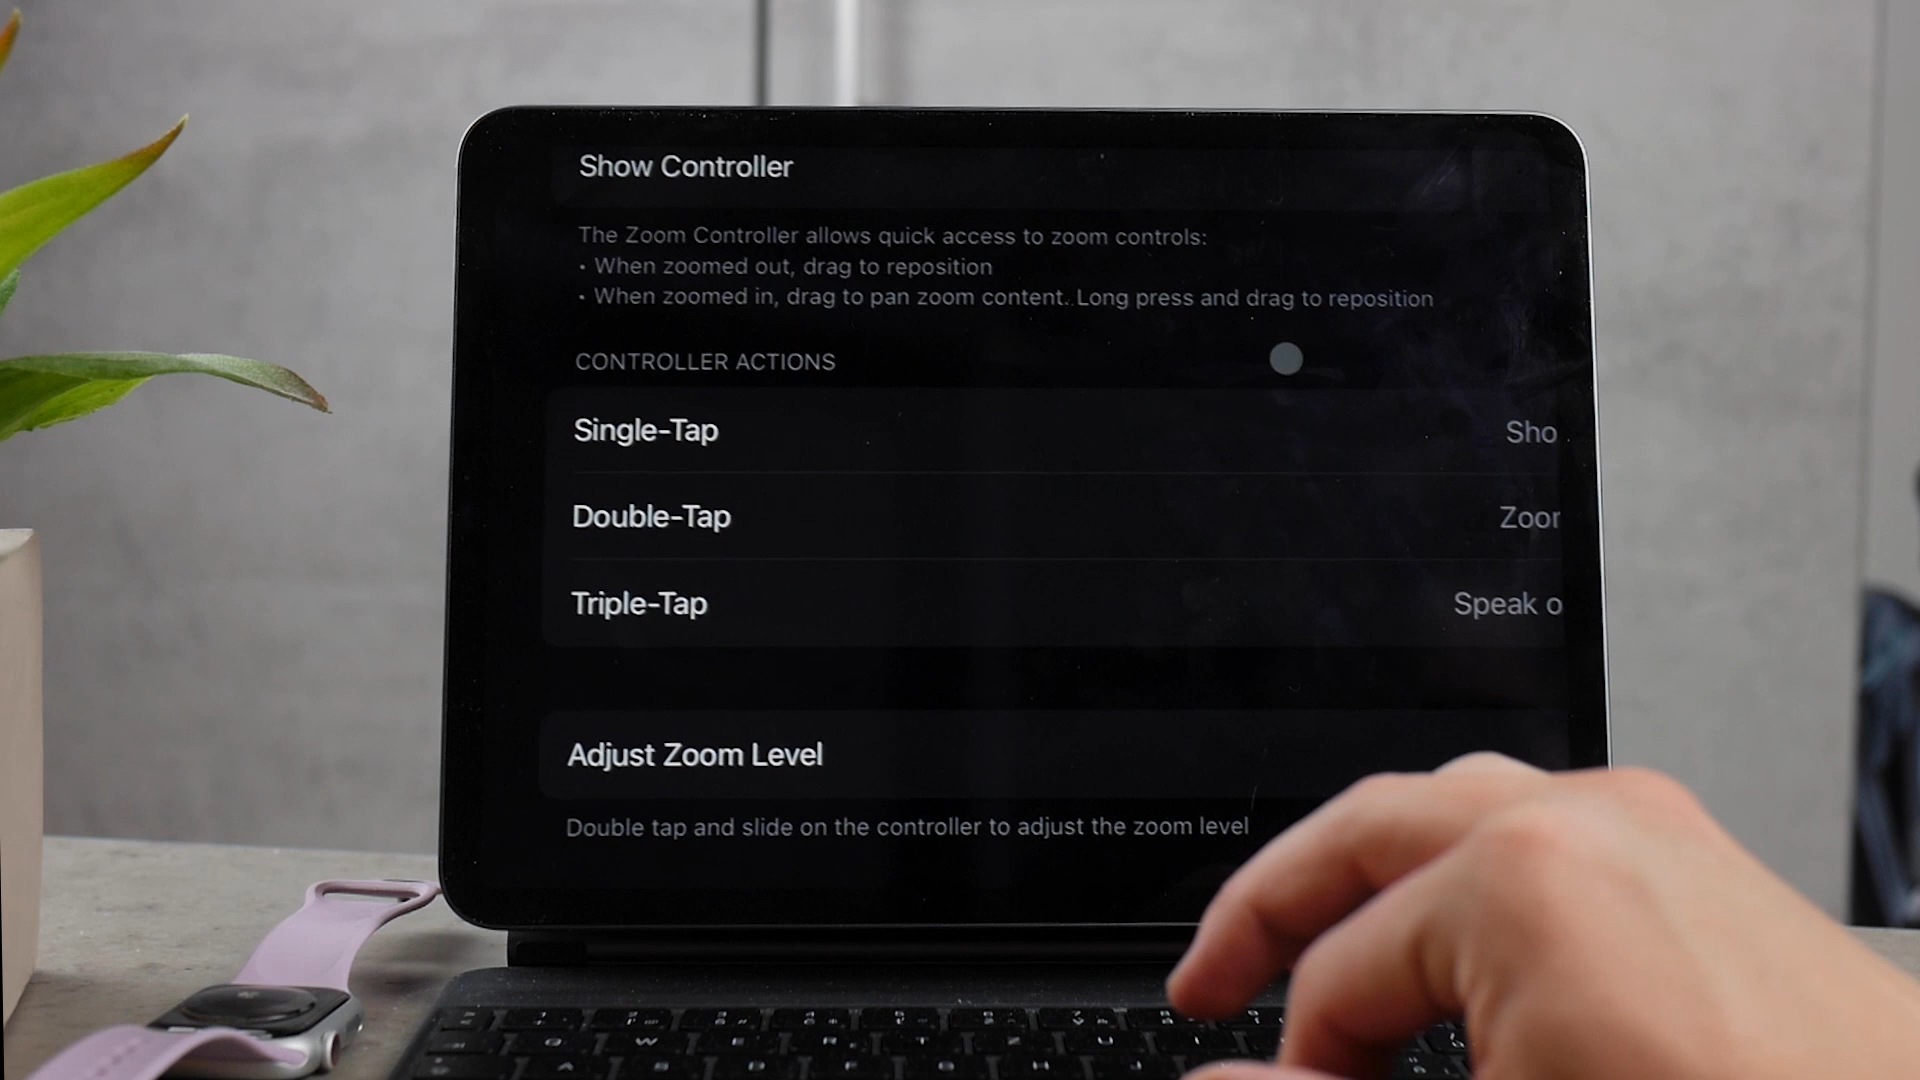 Show Controller
The Zoom Controller allows quick access to zoom controls:
• When zoomed out, drag to reposition
• When zoomed in, drag to pan zoom content. Long press and drag to reposition
CONTROLLER ACTIONS
Single-Tap Sho
Double-Tap Zoor
Triple-Tap Speak o
Adjust Zoom Level
Double tap and slide on the controller to adjust the zoom level
Q W E R T Z U I
A S D F G H J